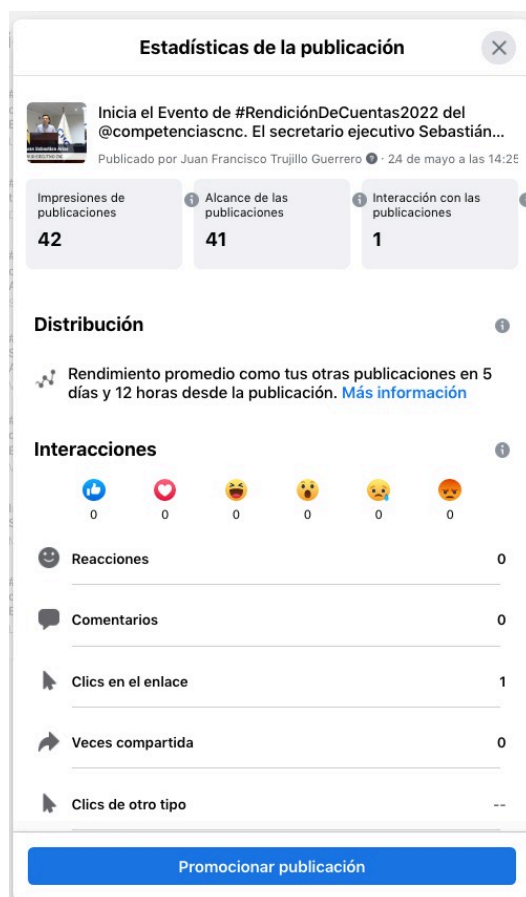 Estadísticas de la publicación
Inicia el Evento de #RendiciónDeCuentas2022 del
@competenciascnc. El secretario ejecutivo Sebastián...
Publicado por Juan Francisco Trujillo Guerrero · 24 de mayo a las 14:25
Impresiones de
publicaciones
42
Alcance de las
publicaciones
41
Interacción con las
publicaciones
1
Distribución
Rendimiento promedio como tus otras publicaciones en 5
días y 12 horas desde la publicación. Más información
Interacciones
0 0 0 0 0 0
Reacciones 0
Comentarios 0
Clics en el enlace 1
Veces compartida 0
Clics de otro tipo --
Promocionar publicación